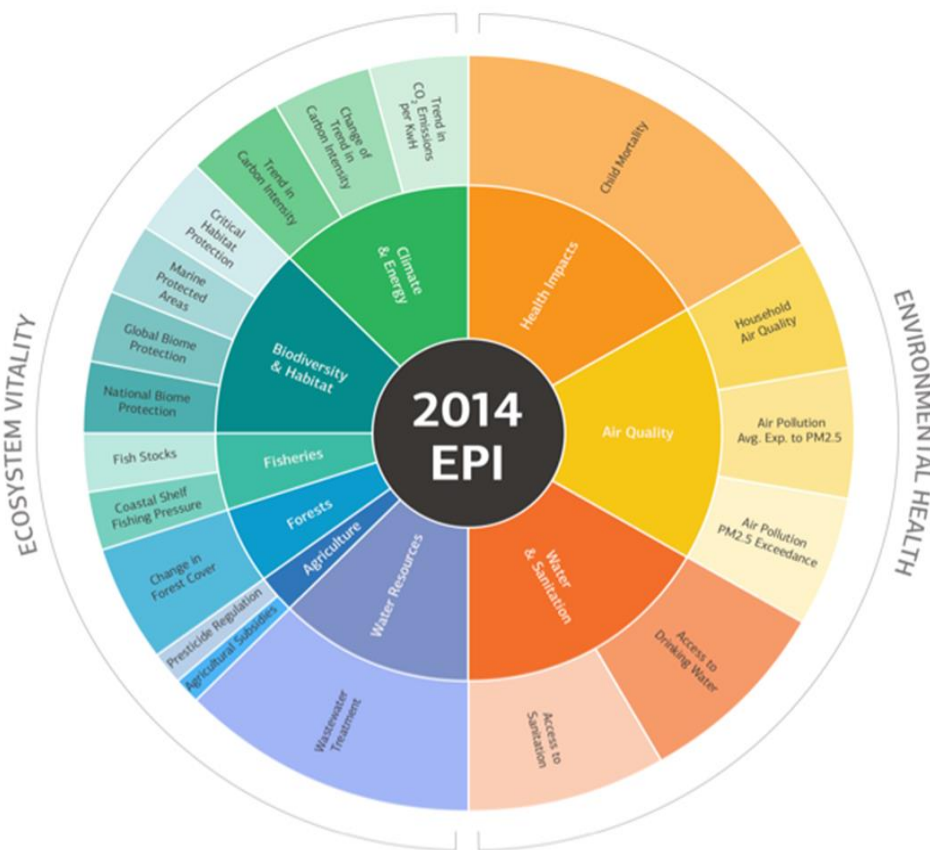 2014
EPI
ECOSYSTEM VITALITY
ENVIRONMENTAL HEALTH
Health Impacts
Child Mortality
Air Quality
Household
Air Quality
Air Pollution
Avg. Exp. to PM2.5
Air Pollution
PM2.5 Exceedance
Water
& Sanitation
Access to
Drinking Water
Access to
Sanitation
Water Resources
Wastewater
Treatment
Agriculture
Agricultural Subsidies
Presticide Regulation
Forests
Change in
Forest Cover
Fisheries
Coastal Shelf
Fishing Pressure
Fish Stocks
Biodiversity
& Habitat
National Biome
Protection
Global Biome
Protection
Marine
Protected
Areas
Critical
Habitat
Protection
Climate
& Energy
Trend in
Carbon Intensity
Change of
Trend in
Carbon Intensity
Trend in
CO₂ Emissions
per KwH